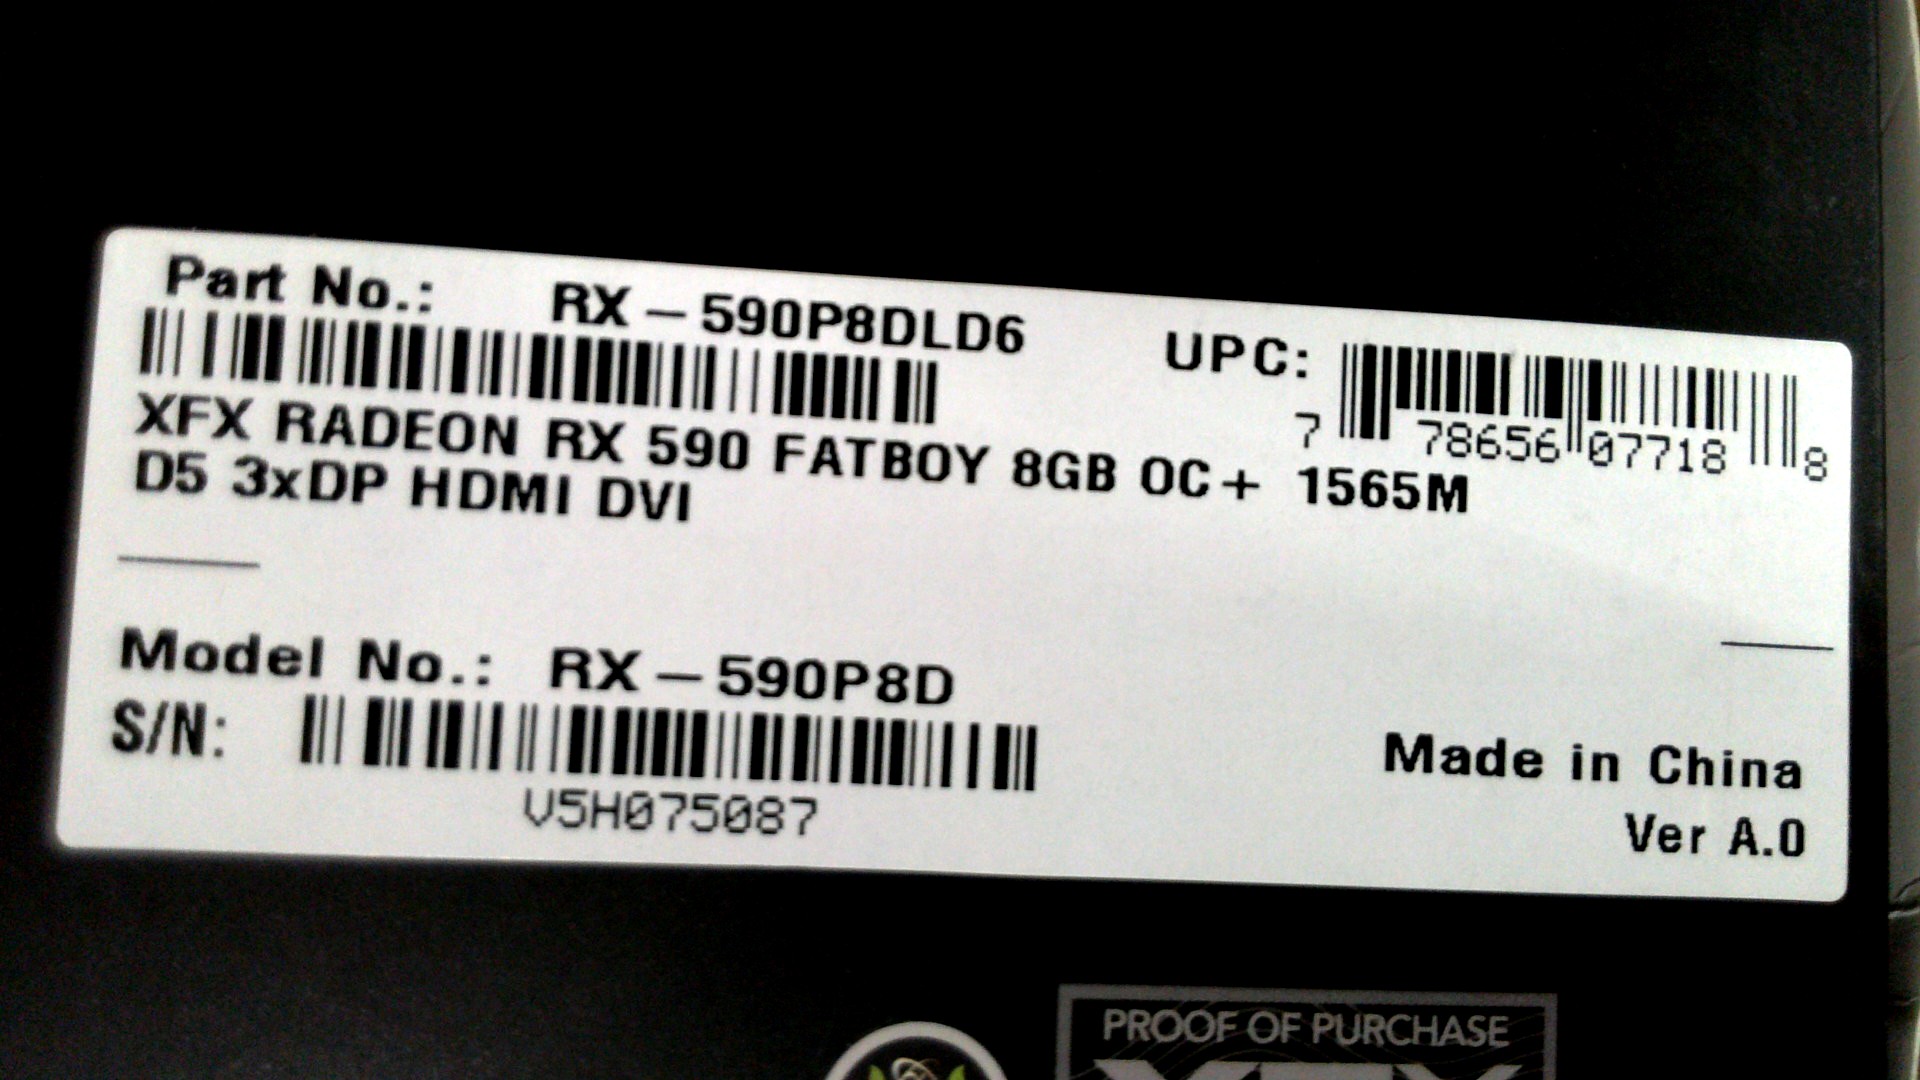 Part No.: RX-590P8DLD6
UPC: 7 78656 07718 8
XFX RADEON RX 590 FATBOY 8GB OC+ 1565M
D5 3xDP HDMI DVI
Model No.: RX-590P8D
S/N:
V5H075087
Made in China
Ver A.0
PROOF OF PURCHASE